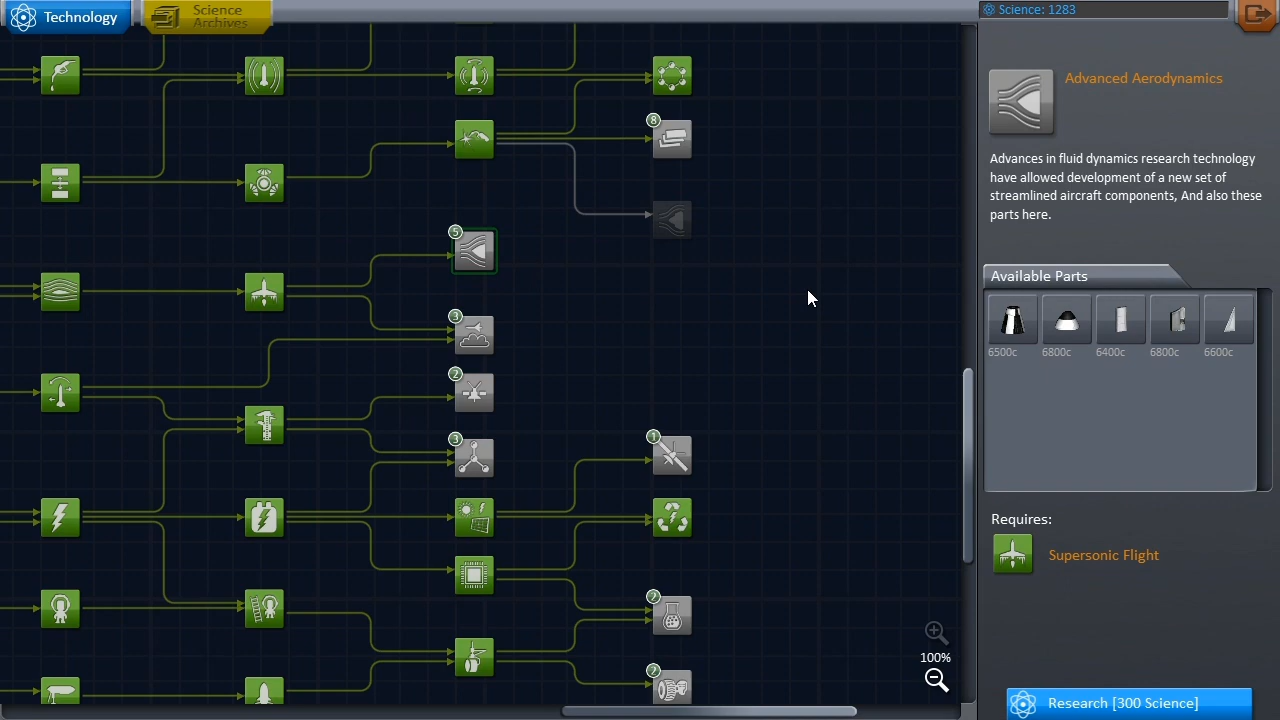 Technology
Science
Archives
Science: 1283
Advanced Aerodynamics
Advances in fluid dynamics research technology
have allowed development of a new set of
streamlined aircraft components, And also these
parts here.
Available Parts
6500c 6800c 6400c 6800c 6600c
Requires:
Supersonic Flight
8
5
3
2
3
1
2
2
100%
Research [300 Science]